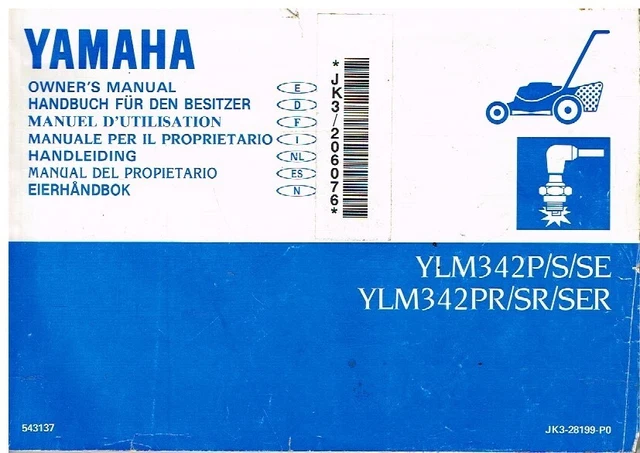 YAMAHA
OWNER'S MANUAL E
HANDBUCH FÜR DEN BESITZER D
MANUEL D'UTILISATION F
MANUALE PER IL PROPRIETARIO I
HANDLEIDING NL
MANUAL DEL PROPIETARIO ES
EIERHÅNDBOK N
*JK3/206076*
YLM342P/S/SE
YLM342PR/SR/SER
543137
JK3-28199-P0